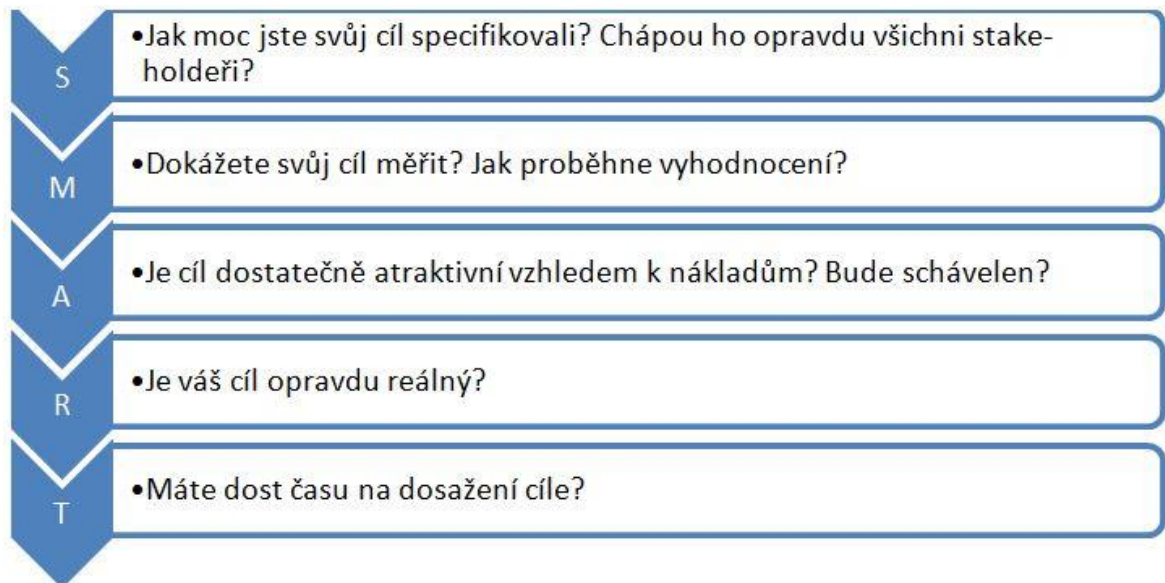 S
•Jak moc jste svůj cíl specifikovali? Chápou ho opravdu všichni stake-
holdeři?
M
•Dokážete svůj cíl měřit? Jak proběhne vyhodnocení?
A
•Je cíl dostatečně atraktivní vzhledem k nákladům? Bude schávelen?
R
•Je váš cíl opravdu reálný?
T
•Máte dost času na dosažení cíle?